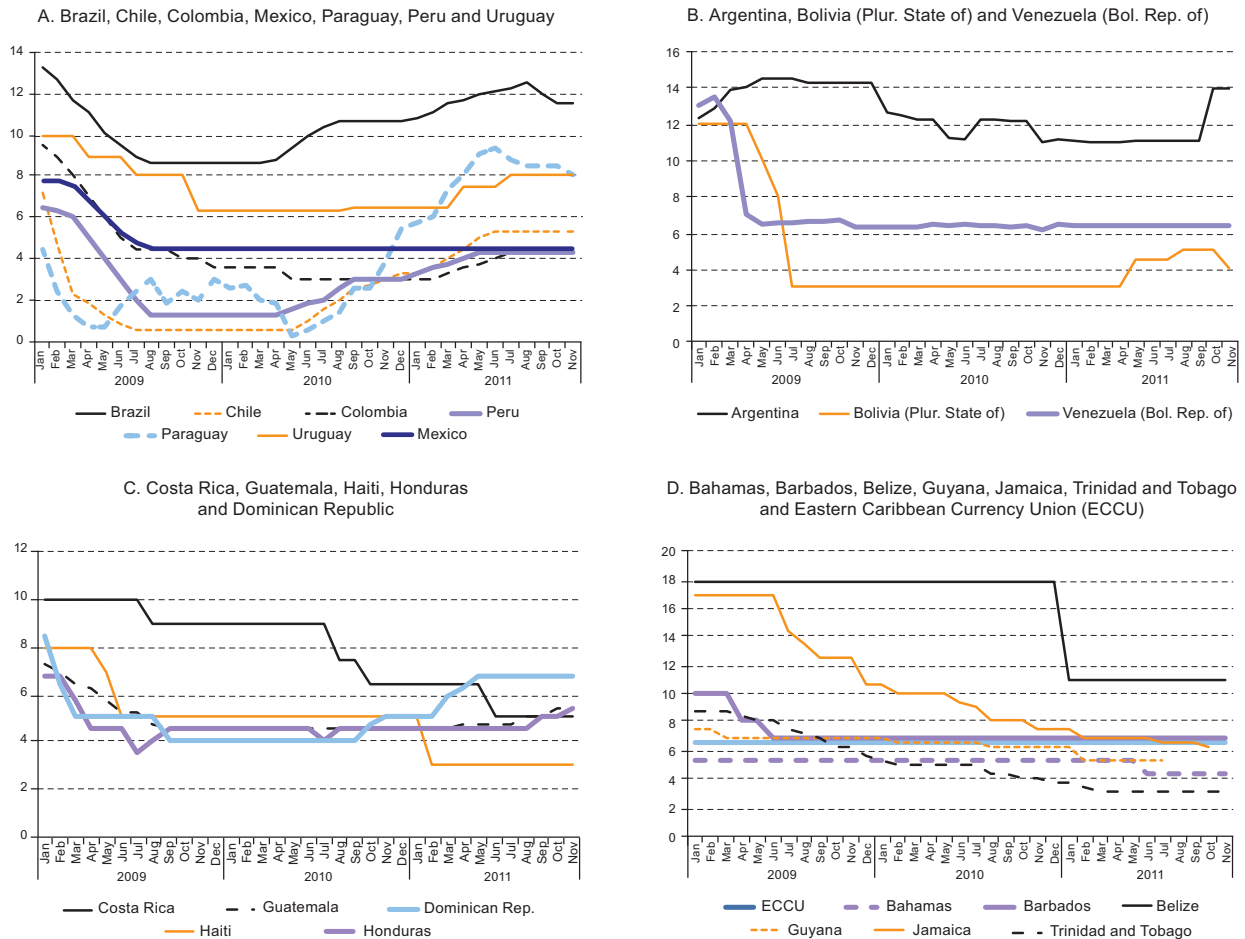 A. Brazil, Chile, Colombia, Mexico, Paraguay, Peru and Uruguay
14
12
10
8
6
4
2
0
Jan Feb Mar Apr May Jun Jul Aug Sep Oct Nov Dec Jan Feb Mar Apr May Jun Jul Aug Sep Oct Nov Dec Jan Feb Mar Apr May Jun Jul Aug Sep Oct Nov
2009 2010 2011
Brazil Chile Colombia Peru
Paraguay Uruguay Mexico
B. Argentina, Bolivia (Plur. State of) and Venezuela (Bol. Rep. of)
16
14
12
10
8
6
4
2
0
Jan Feb Mar Apr May Jun Jul Aug Sep Oct Nov Dec Jan Feb Mar Apr May Jun Jul Aug Sep Oct Nov Dec Jan Feb Mar Apr May Jun Jul Aug Sep Oct Nov
2009 2010 2011
Argentina Bolivia (Plur. State of) Venezuela (Bol. Rep. of)
C. Costa Rica, Guatemala, Haiti, Honduras
and Dominican Republic
12
10
8
6
4
2
0
Jan Feb Mar Apr May Jun Jul Aug Sep Oct Nov Dec Jan Feb Mar Apr May Jun Jul Aug Sep Oct Nov Dec Jan Feb Mar Apr May Jun Jul Aug Sep Oct Nov
2009 2010 2011
Costa Rica Guatemala Dominican Rep.
Haiti Honduras
D. Bahamas, Barbados, Belize, Guyana, Jamaica, Trinidad and Tobago
and Eastern Caribbean Currency Union (ECCU)
20
18
16
14
12
10
8
6
4
2
0
Jan Feb Mar Apr May Jun Jul Aug Sep Oct Nov Dec Jan Feb Mar Apr May Jun Jul Aug Sep Oct Nov Dec Jan Feb Mar Apr May Jun Jul Aug Sep Oct Nov
2009 2010 2011
ECCU Bahamas Barbados Belize
Guyana Jamaica Trinidad and Tobago